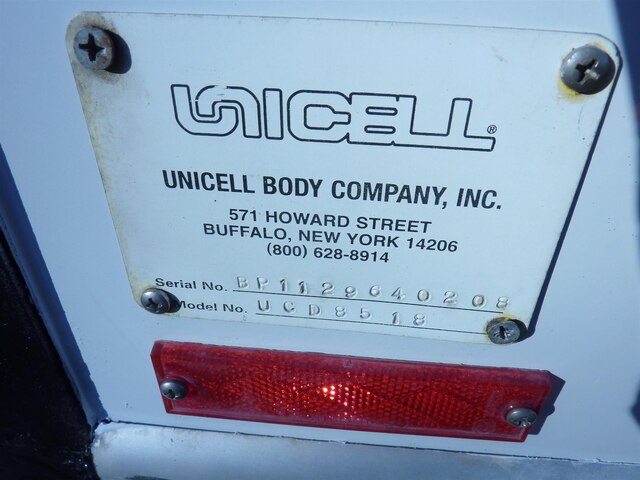 UNICELL®
UNICELL BODY COMPANY, INC.
571 HOWARD STREET
BUFFALO, NEW YORK 14206
(800) 628-8914
Serial No. BP1129640208
Model No. UCD8518